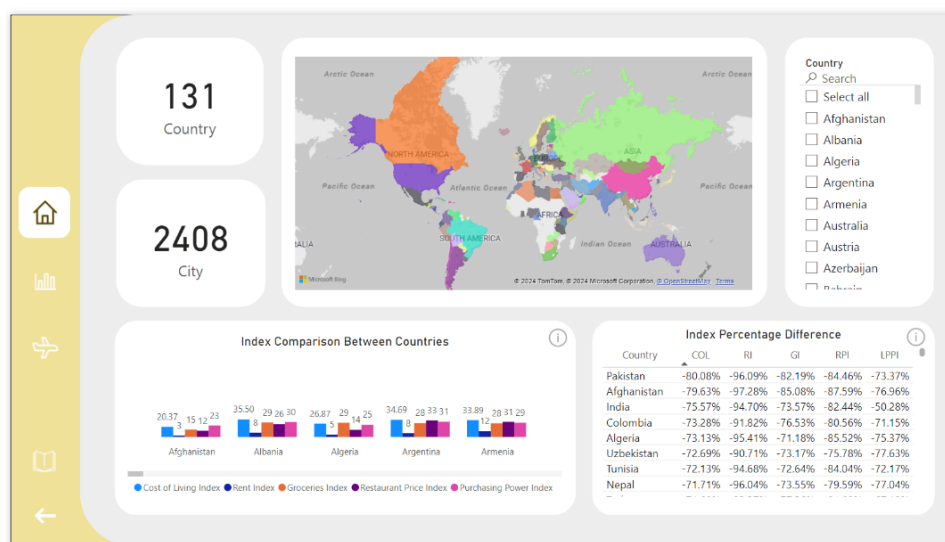 131
Country
2408
City
Arctic Ocean
Arctic Ocean
NORTH AMERICA
EUROPE
ASIA
Pacific Ocean
Atlantic Ocean
Pacific Ocean
AFRICA
SOUTH AMERICA
Indian Ocean
ALIA
AUSTRALIA
Microsoft Bing
© 2024 TomTom, © 2024 Microsoft Corporation, © OpenStreetMap Terms
Country
Search
Select all
Afghanistan
Albania
Algeria
Argentina
Armenia
Australia
Austria
Azerbaijan
Bahrain
Index Comparison Between Countries
20.37 3 15 12 23
35.50 8 29 26 30
26.87 5 29 14 25
34.69 8 28 33 31
33.89 12 28 31 29
Afghanistan Albania Algeria Argentina Armenia
Cost of Living Index Rent Index Groceries Index Restaurant Price Index Purchasing Power Index
Index Percentage Difference
Country COL RI GI RPI LPPI
Pakistan -80.08% -96.09% -82.19% -84.46% -73.37%
Afghanistan -79.63% -97.28% -85.08% -87.59% -76.96%
India -75.57% -94.70% -73.57% -82.44% -50.28%
Colombia -73.28% -91.82% -76.53% -80.56% -71.15%
Algeria -73.13% -95.41% -71.18% -85.52% -75.37%
Uzbekistan -72.69% -90.71% -73.17% -75.78% -77.63%
Tunisia -72.13% -94.68% -72.64% -84.04% -72.17%
Nepal -71.71% -96.04% -73.55% -79.59% -77.04%